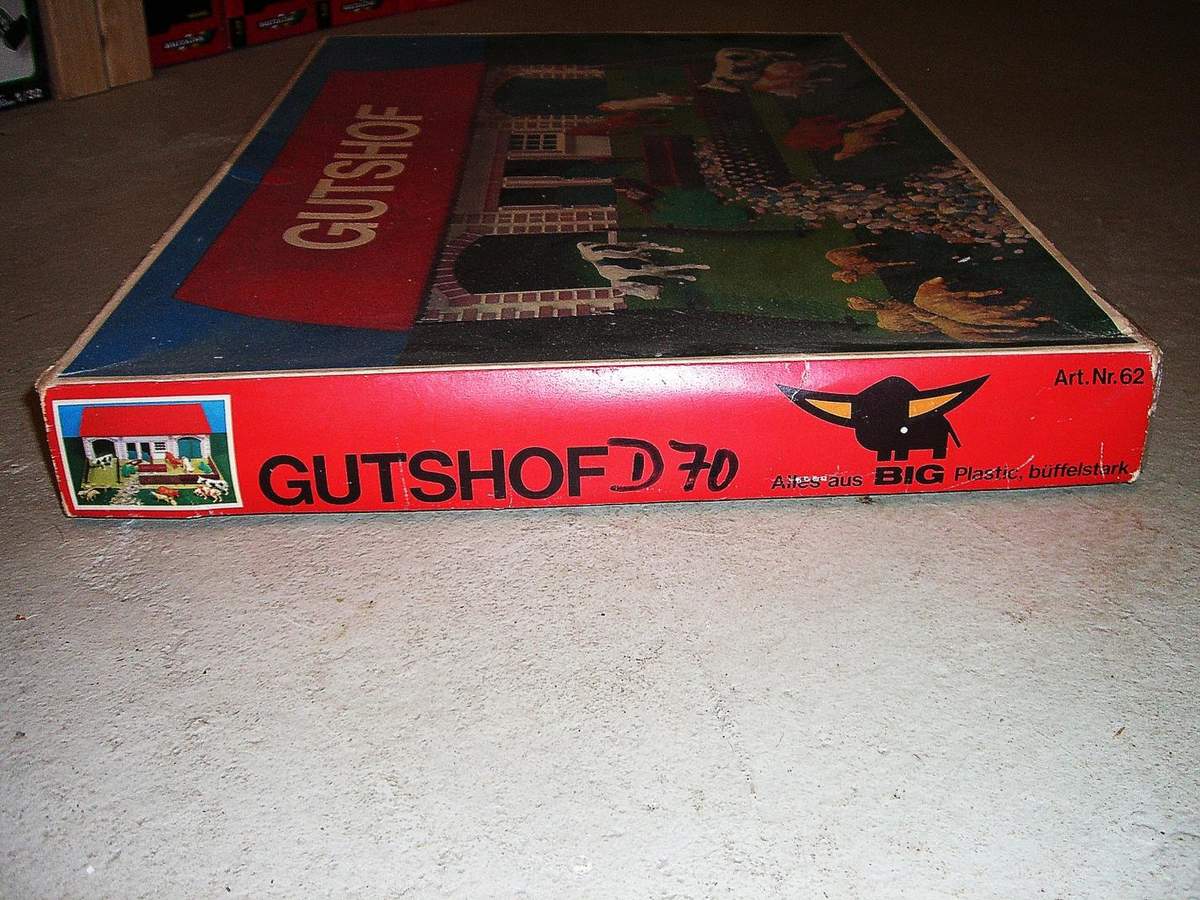 GUTSHOF
GUTSHOF D 70
Art.Nr.62
Alles aus BIG Plastic, büffelstark